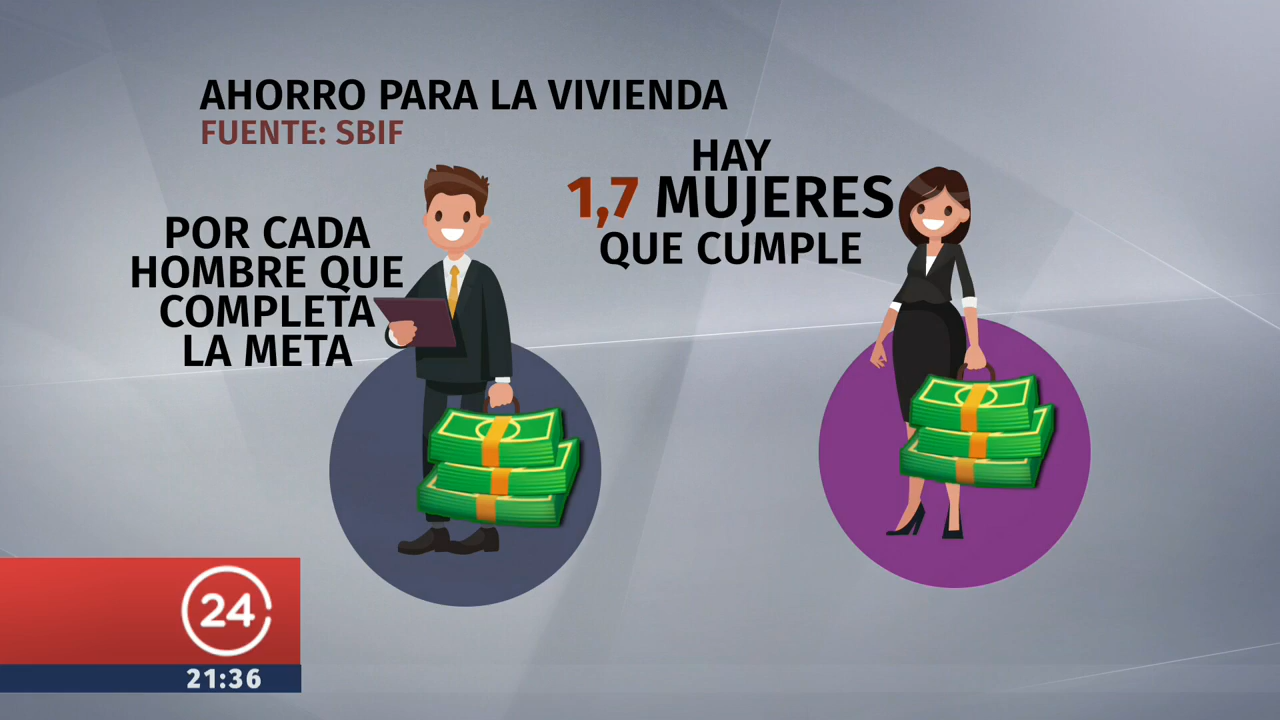 AHORRO PARA LA VIVIENDA
FUENTE: SBIF
POR CADA
HOMBRE QUE
COMPLETA
LA META
HAY
1,7 MUJERES
QUE CUMPLE
24
21:36